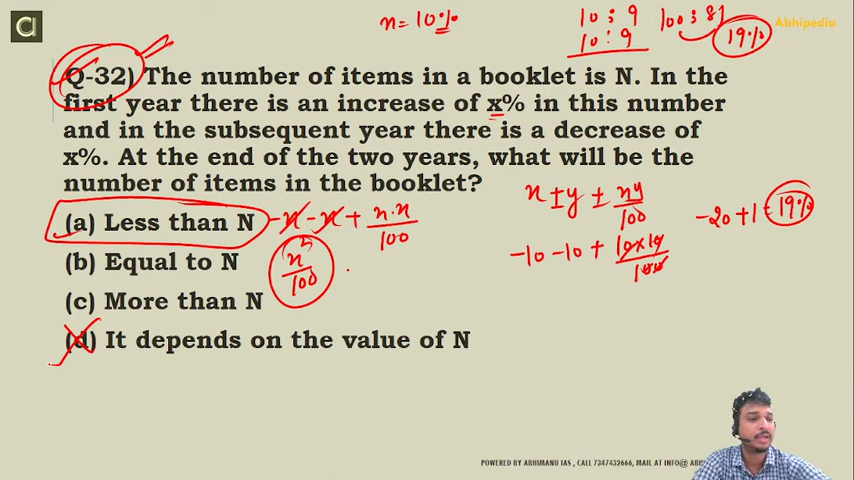 n = 10%
10 : 9
10 : 9
100 : 81
19%
Abhipedia
Q-32) The number of items in a booklet is N. In the
first year there is an increase of x% in this number
and in the subsequent year there is a decrease of
x%. At the end of the two years, what will be the
number of items in the booklet?
(a) Less than N
(b) Equal to N
(c) More than N
(d) It depends on the value of N
-x -x + x.x/100
x²/100
x ± y ± xy/100
-10 -10 + 10×10/100
-20 + 1 = 19%
POWERED BY ABHIMANU IAS , CALL 7347432666, MAIL AT INFO@ ABH